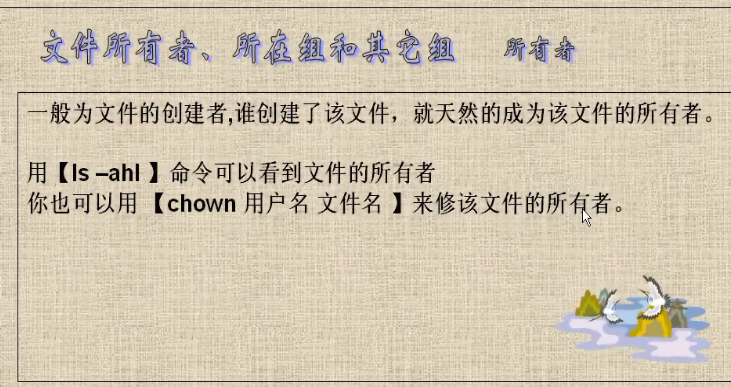 文件所有者、所在组和其它组 所有者
一般为文件的创建者,谁创建了该文件，就天然的成为该文件的所有者。
用【ls –ahl 】命令可以看到文件的所有者
你也可以用 【chown 用户名 文件名 】来修该文件的所有者。